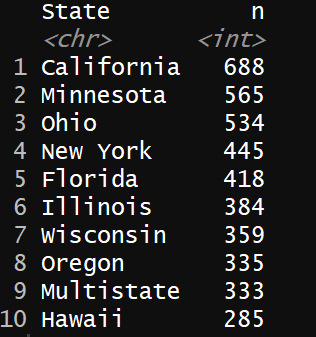 State n
<chr> <int>
1 California 688
2 Minnesota 565
3 Ohio 534
4 New York 445
5 Florida 418
6 Illinois 384
7 Wisconsin 359
8 Oregon 335
9 Multistate 333
10 Hawaii 285